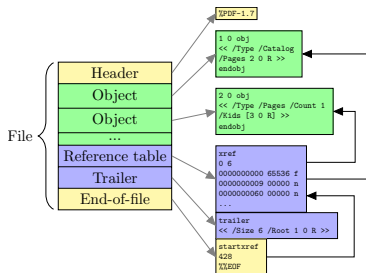 %PDF-1.7
1 0 obj
<< /Type /Catalog
/Pages 2 0 R >>
endobj
2 0 obj
<< /Type /Pages /Count 1
/Kids [3 0 R] >>
endobj
File
Header
Object
Object
...
Reference table
Trailer
End-of-file
xref
0 6
0000000000 65536 f
0000000009 00000 n
0000000060 00000 n
...
trailer
<< /Size 6 /Root 1 0 R >>
startxref
428
%%EOF